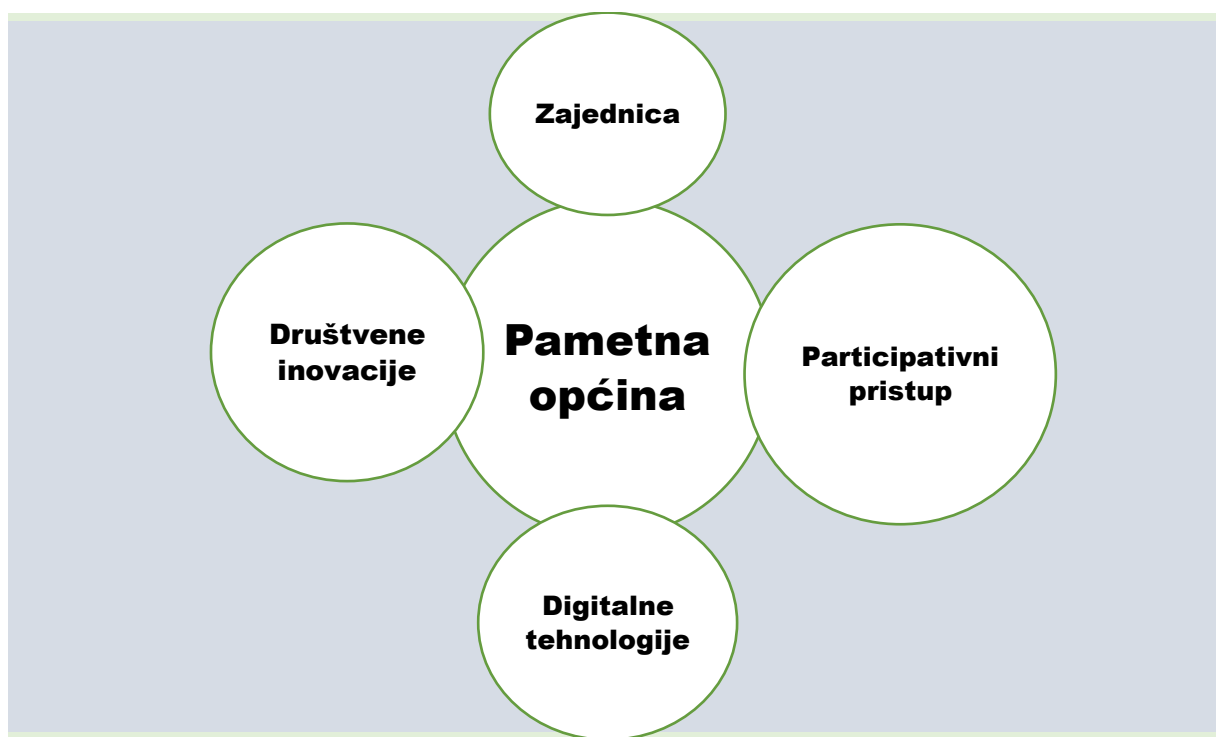 Zajednica
Društvene
inovacije
Pametna
općina
Participativni
pristup
Digitalne
tehnologije